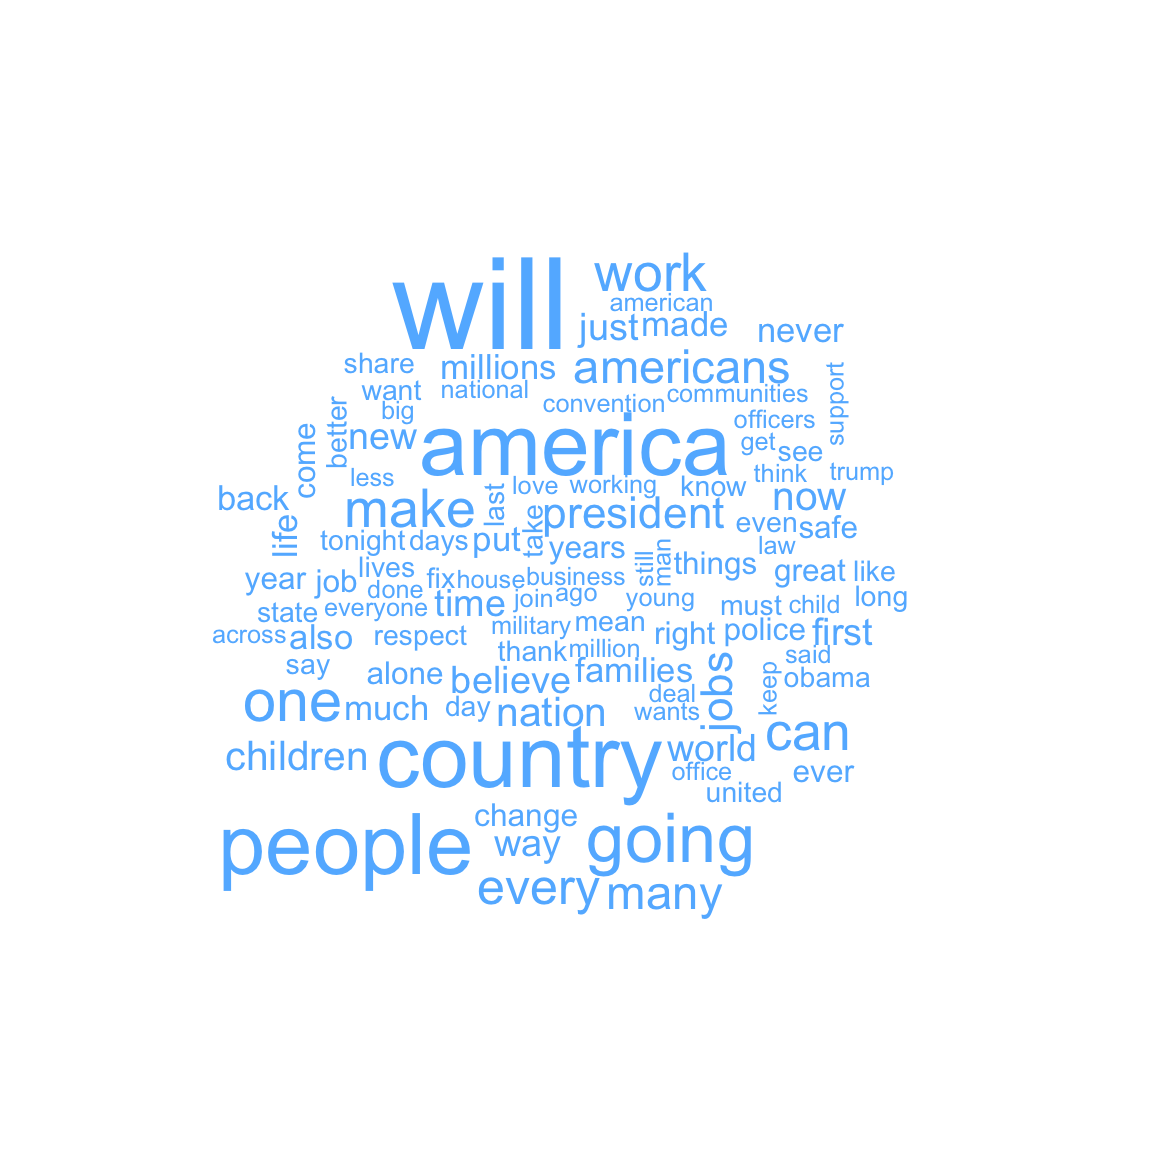 will
work
american
just made
never
share
millions
americans
want
national
communities
support
big
convention
officers
better
new
america
get
see
come
less
think
trump
love
working
know
back
make
last
now
president
even safe
life
take
tonight days put
years
law
still
man
things
great like
year job lives
fix house business
done
join ago
young
must child
long
state everyone time
military mean
right police first
across also
respect
thank million
said
say
alone
believe families
jobs
keep
obama
deal
one much day nation
wants
can
children
country world
office
ever
united
change
people
way
going
every many